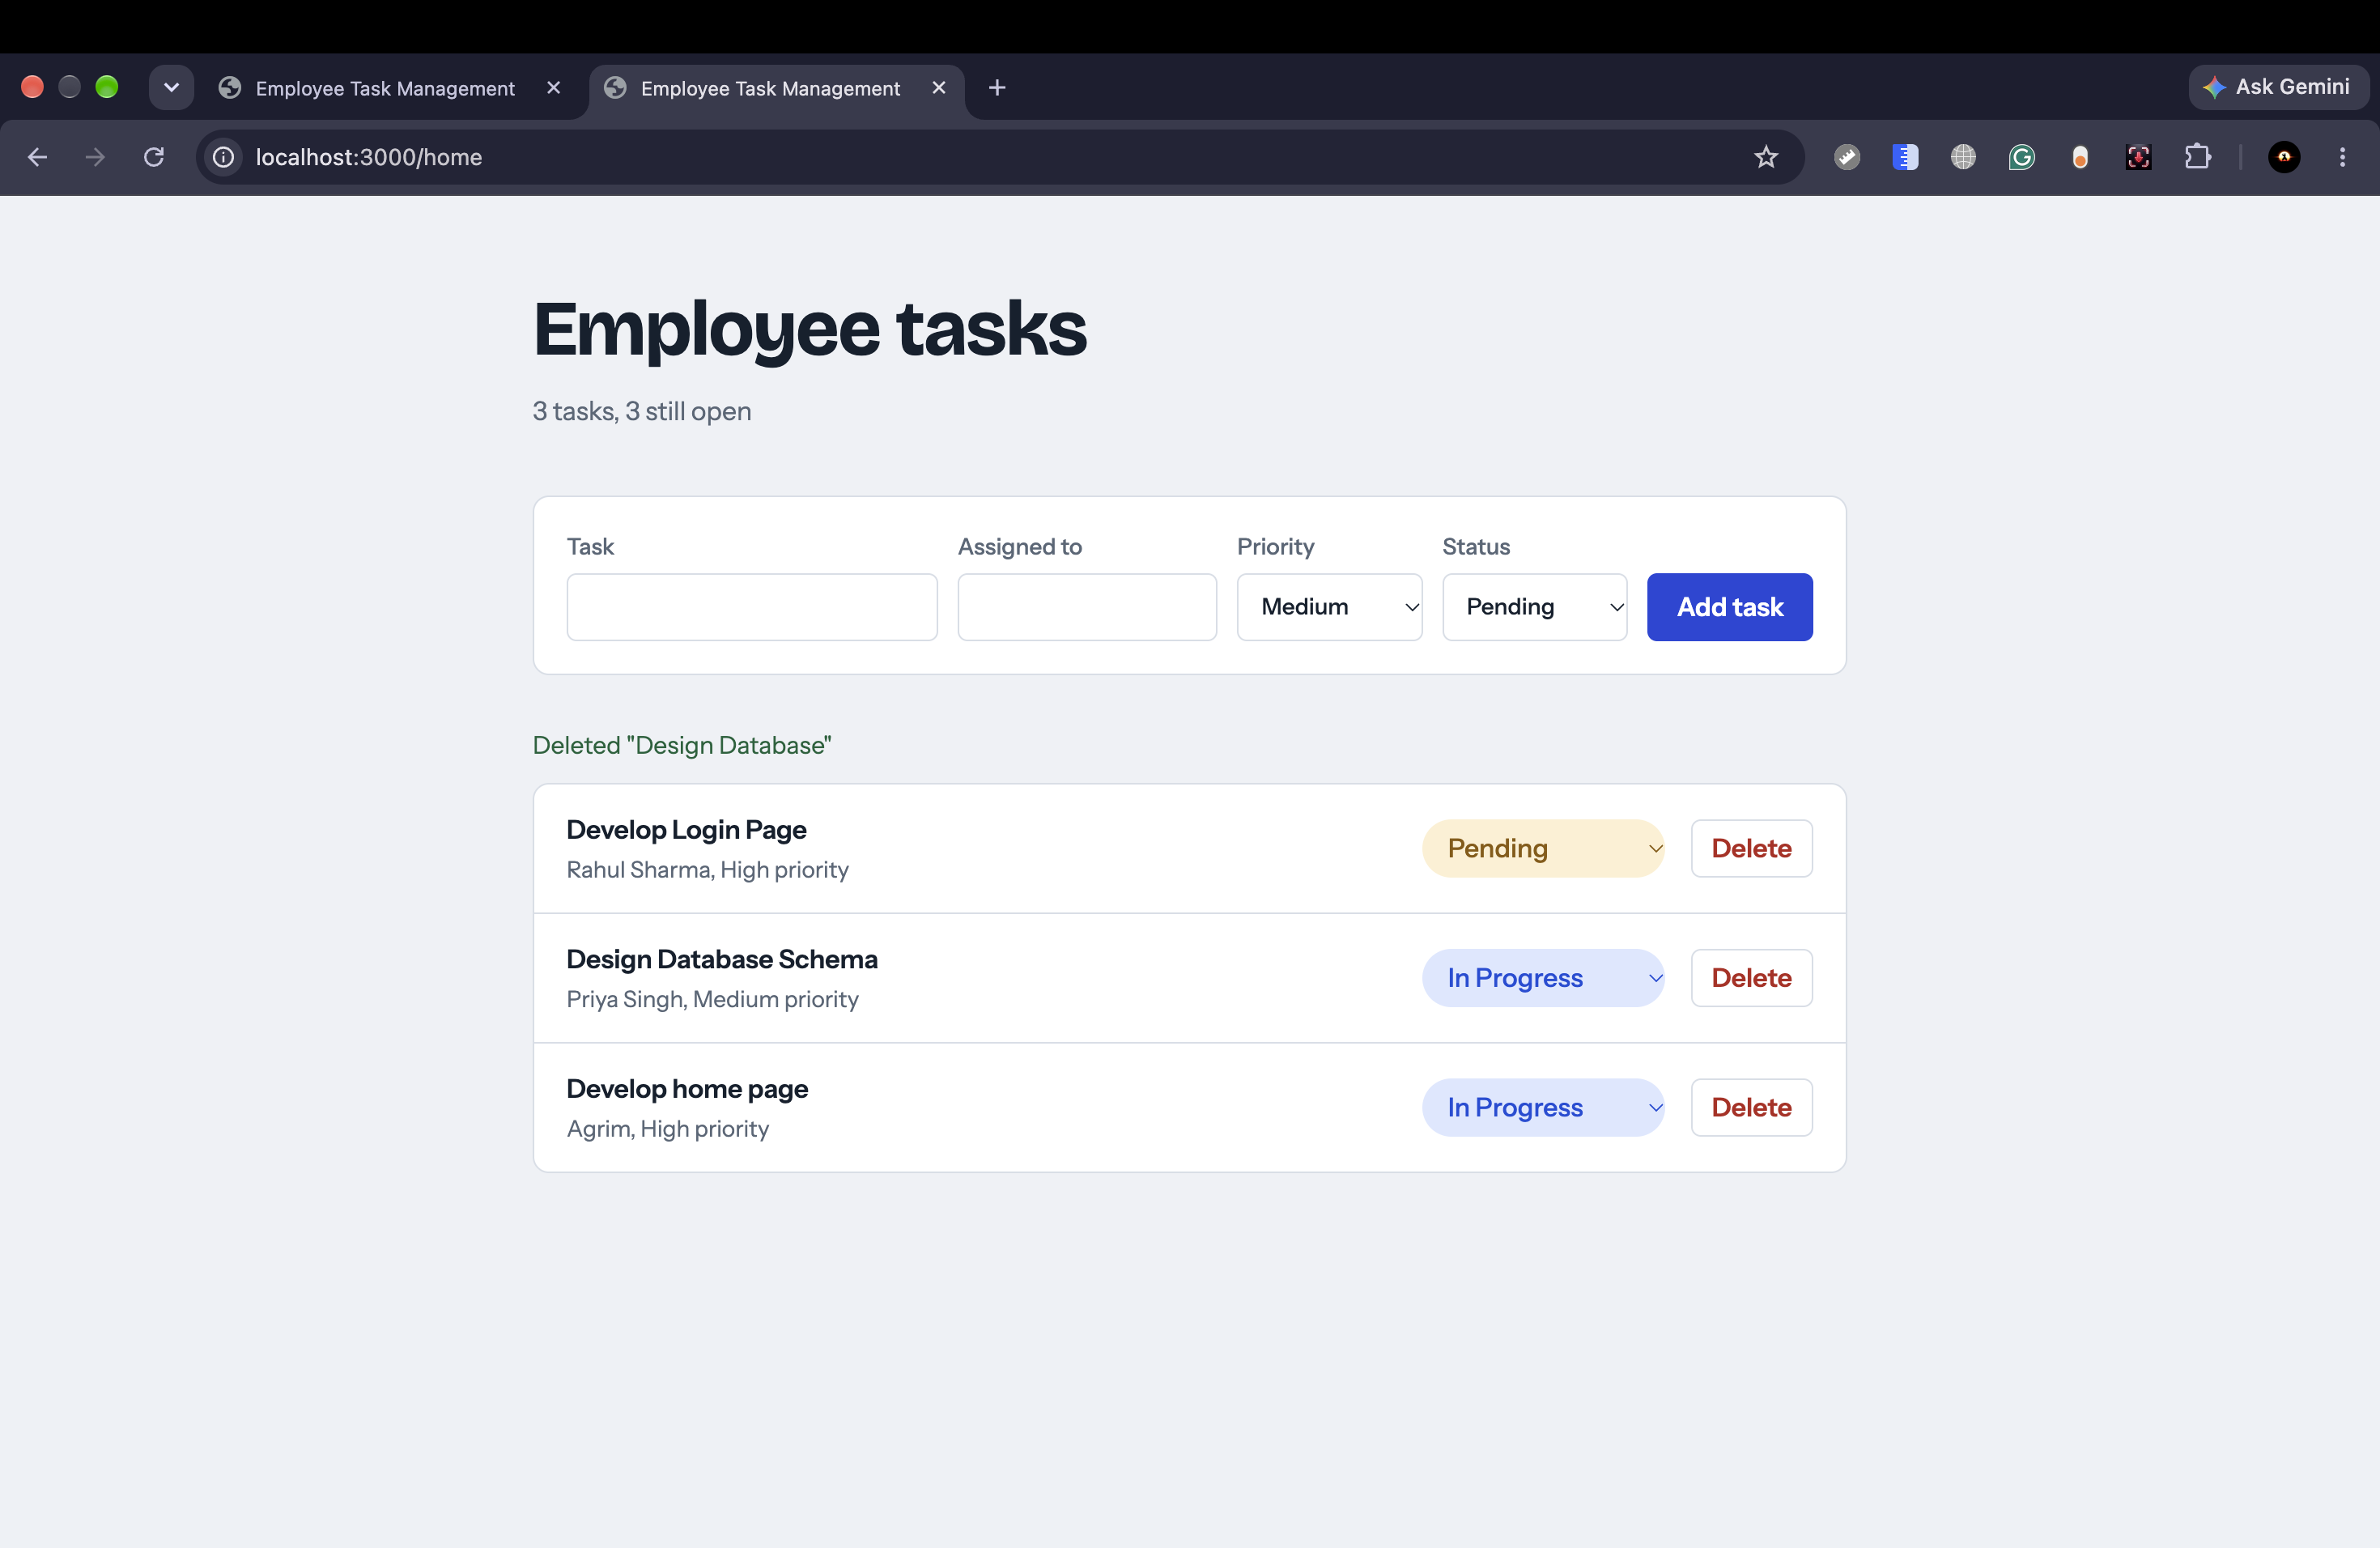 Employee Task Management
Employee Task Management
Ask Gemini
localhost:3000/home
Employee tasks
3 tasks, 3 still open
Task Assigned to Priority Status
Medium Pending Add task
Deleted "Design Database"
Develop Login Page
Rahul Sharma, High priority
Pending Delete
Design Database Schema
Priya Singh, Medium priority
In Progress Delete
Develop home page
Agrim, High priority
In Progress Delete